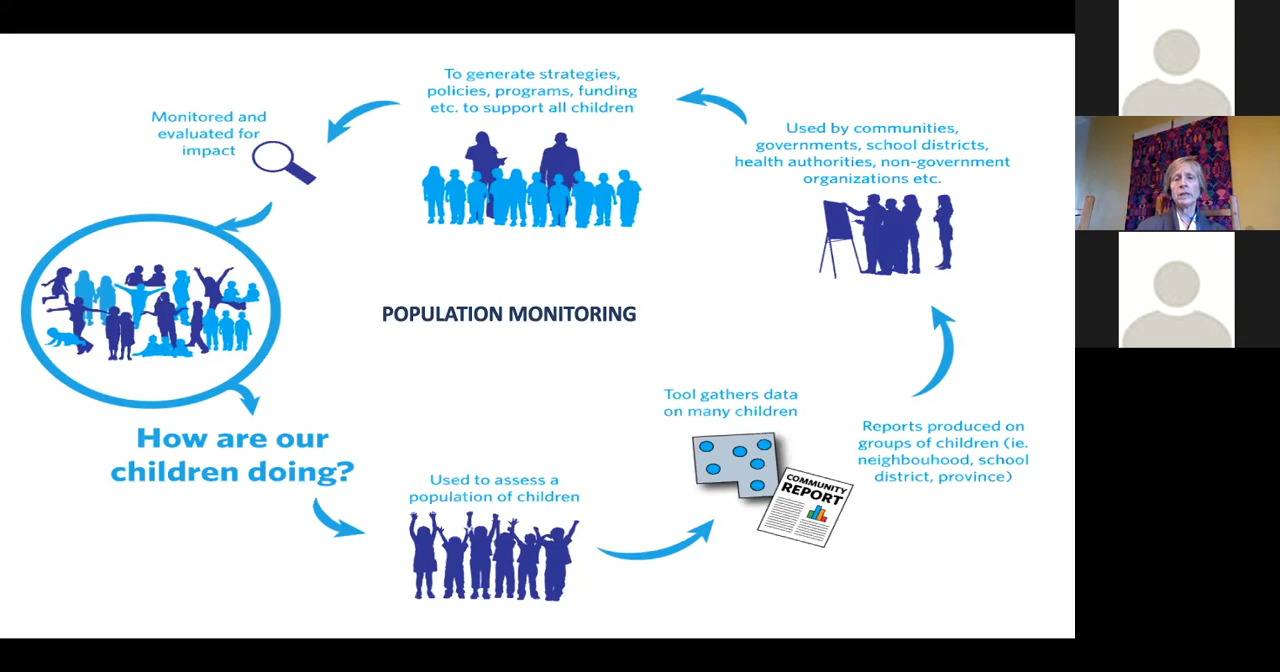 To generate strategies,
policies, programs, funding
etc. to support all children
Monitored and
evaluated for
impact
Used by communities,
governments, school districts,
health authorities, non-government
organizations etc.
POPULATION MONITORING
Tool gathers data
on many children
Reports produced on
groups of children (ie.
neighbouhood, school
district, province)
COMMUNITY
REPORT
How are our
children doing?
Used to assess a
population of children